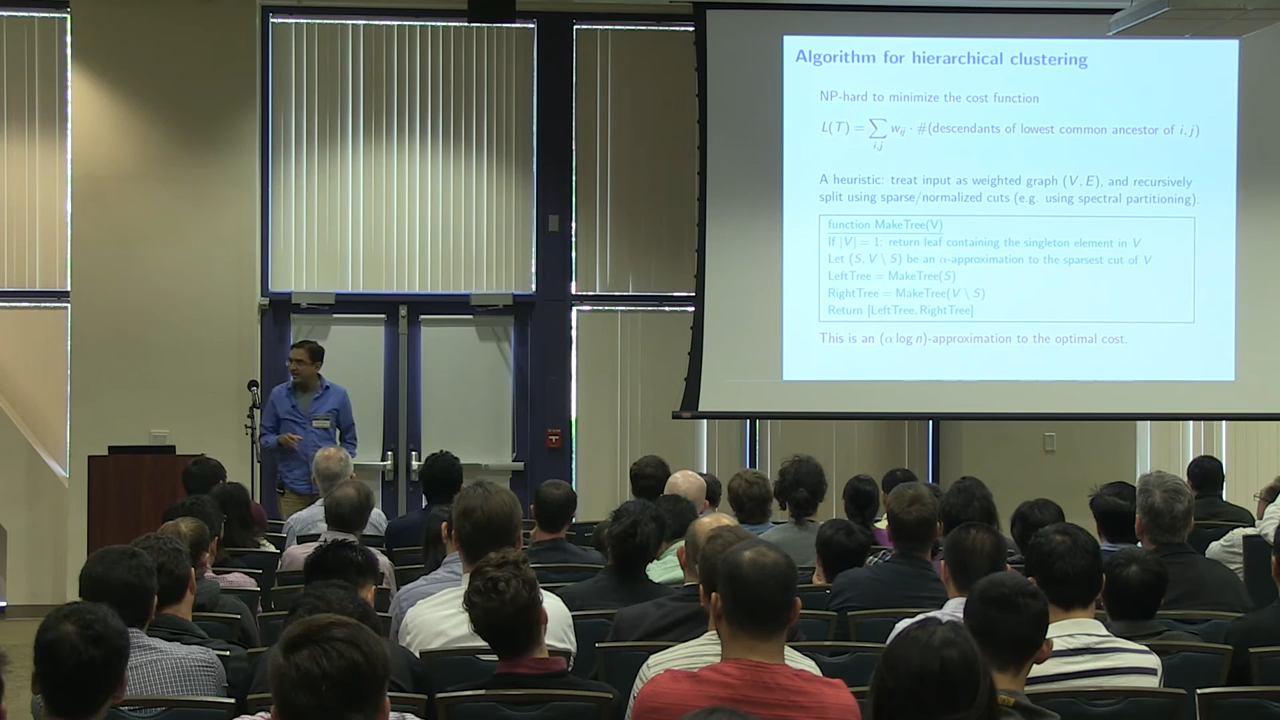 Algorithm for hierarchical clustering
NP-hard to minimize the cost function
L(T) = ∑_{i,j} w_{ij} · #(descendants of lowest common ancestor of i, j)
A heuristic: treat input as weighted graph (V, E), and recursively
split using sparse/normalized cuts (e.g. using spectral partitioning).
function MakeTree(V)
If |V| = 1: return leaf containing the singleton element in V
Let (S, V \ S) be an α-approximation to the sparsest cut of V
LeftTree = MakeTree(S)
RightTree = MakeTree(V \ S)
Return [LeftTree, RightTree]
This is an (α log n)-approximation to the optimal cost.